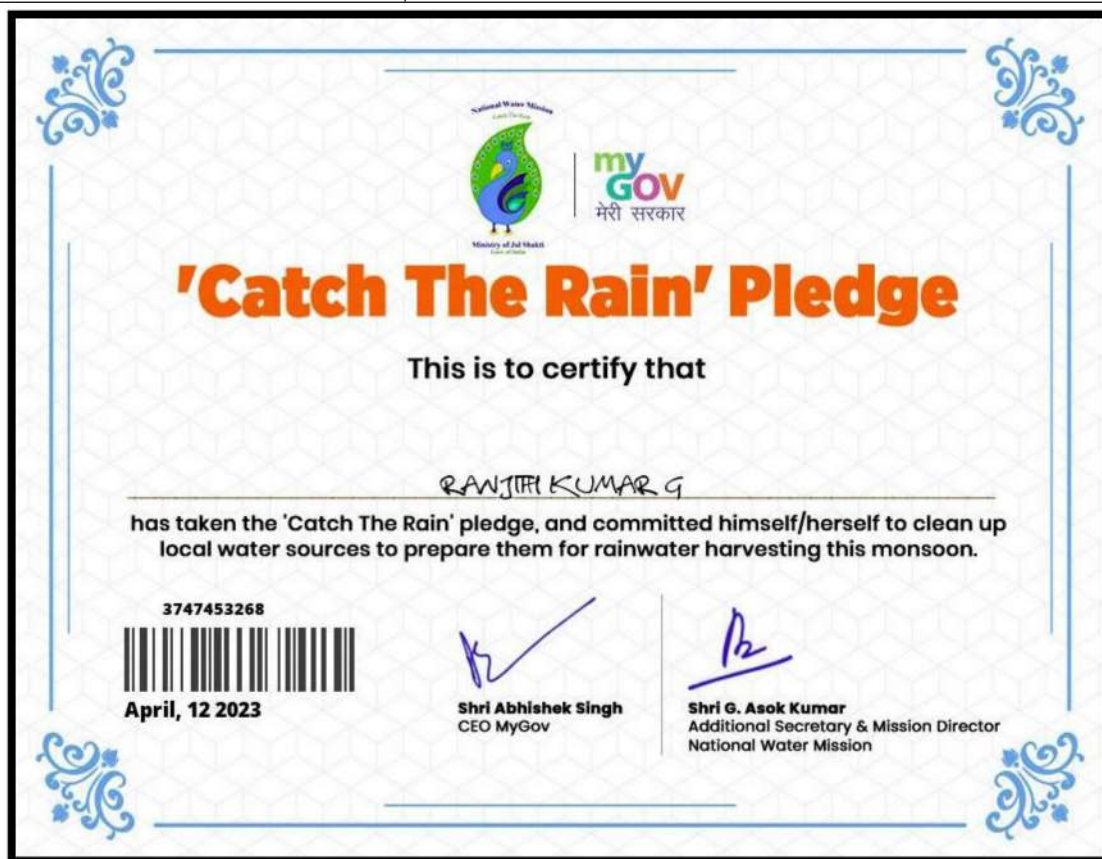 National Water Mission
Catch The Rain
my
GOV
मेरी सरकार
Ministry of Jal Shakti
Govt. of India
'Catch The Rain' Pledge
This is to certify that
RANJITH KUMAR G
has taken the 'Catch The Rain' pledge, and committed himself/herself to clean up
local water sources to prepare them for rainwater harvesting this monsoon.
3747453268
April, 12 2023
Shri Abhishek Singh
CEO MyGov
Shri G. Asok Kumar
Additional Secretary & Mission Director
National Water Mission